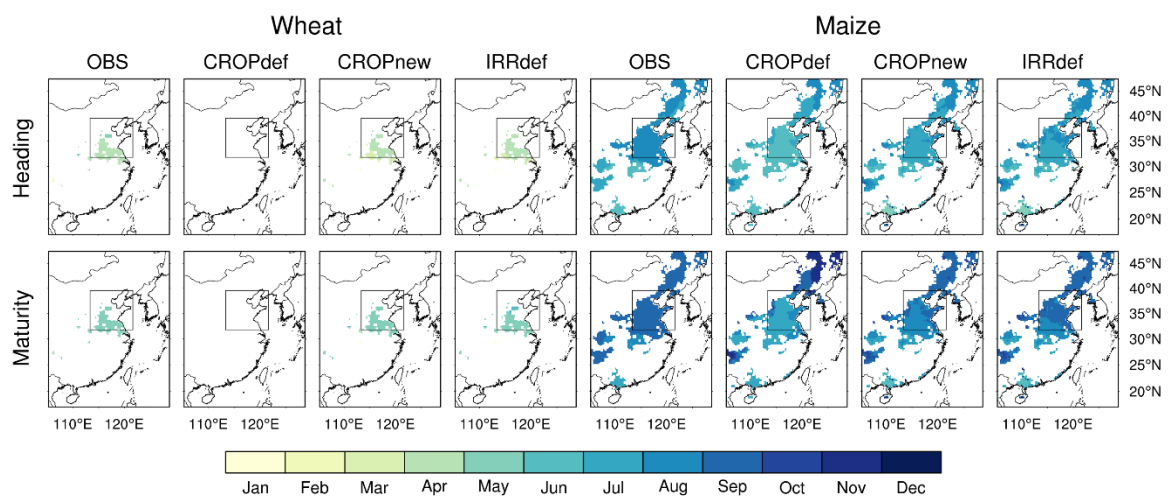 Wheat Maize
OBS CROPdef CROPnew IRRdef OBS CROPdef CROPnew IRRdef
Heading
45°N
40°N
35°N
30°N
25°N
20°N
Maturity
45°N
40°N
35°N
30°N
25°N
20°N
110°E 120°E 110°E 120°E 110°E 120°E 110°E 120°E 110°E 120°E 110°E 120°E 110°E 120°E 110°E 120°E
Jan Feb Mar Apr May Jun Jul Aug Sep Oct Nov Dec